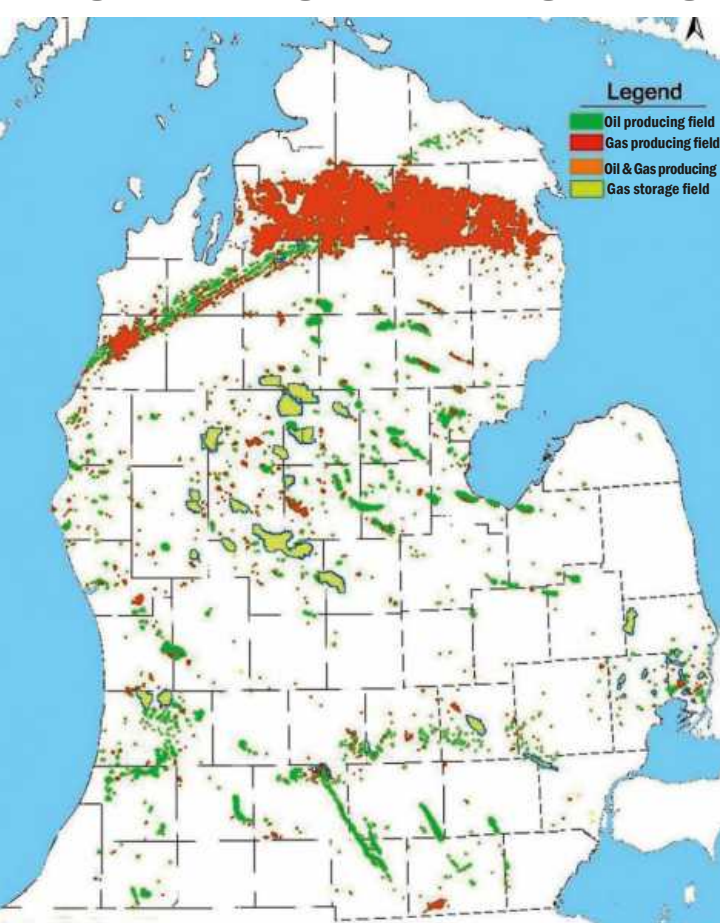 Legend
Oil producing field
Gas producing field
Oil & Gas producing
Gas storage field